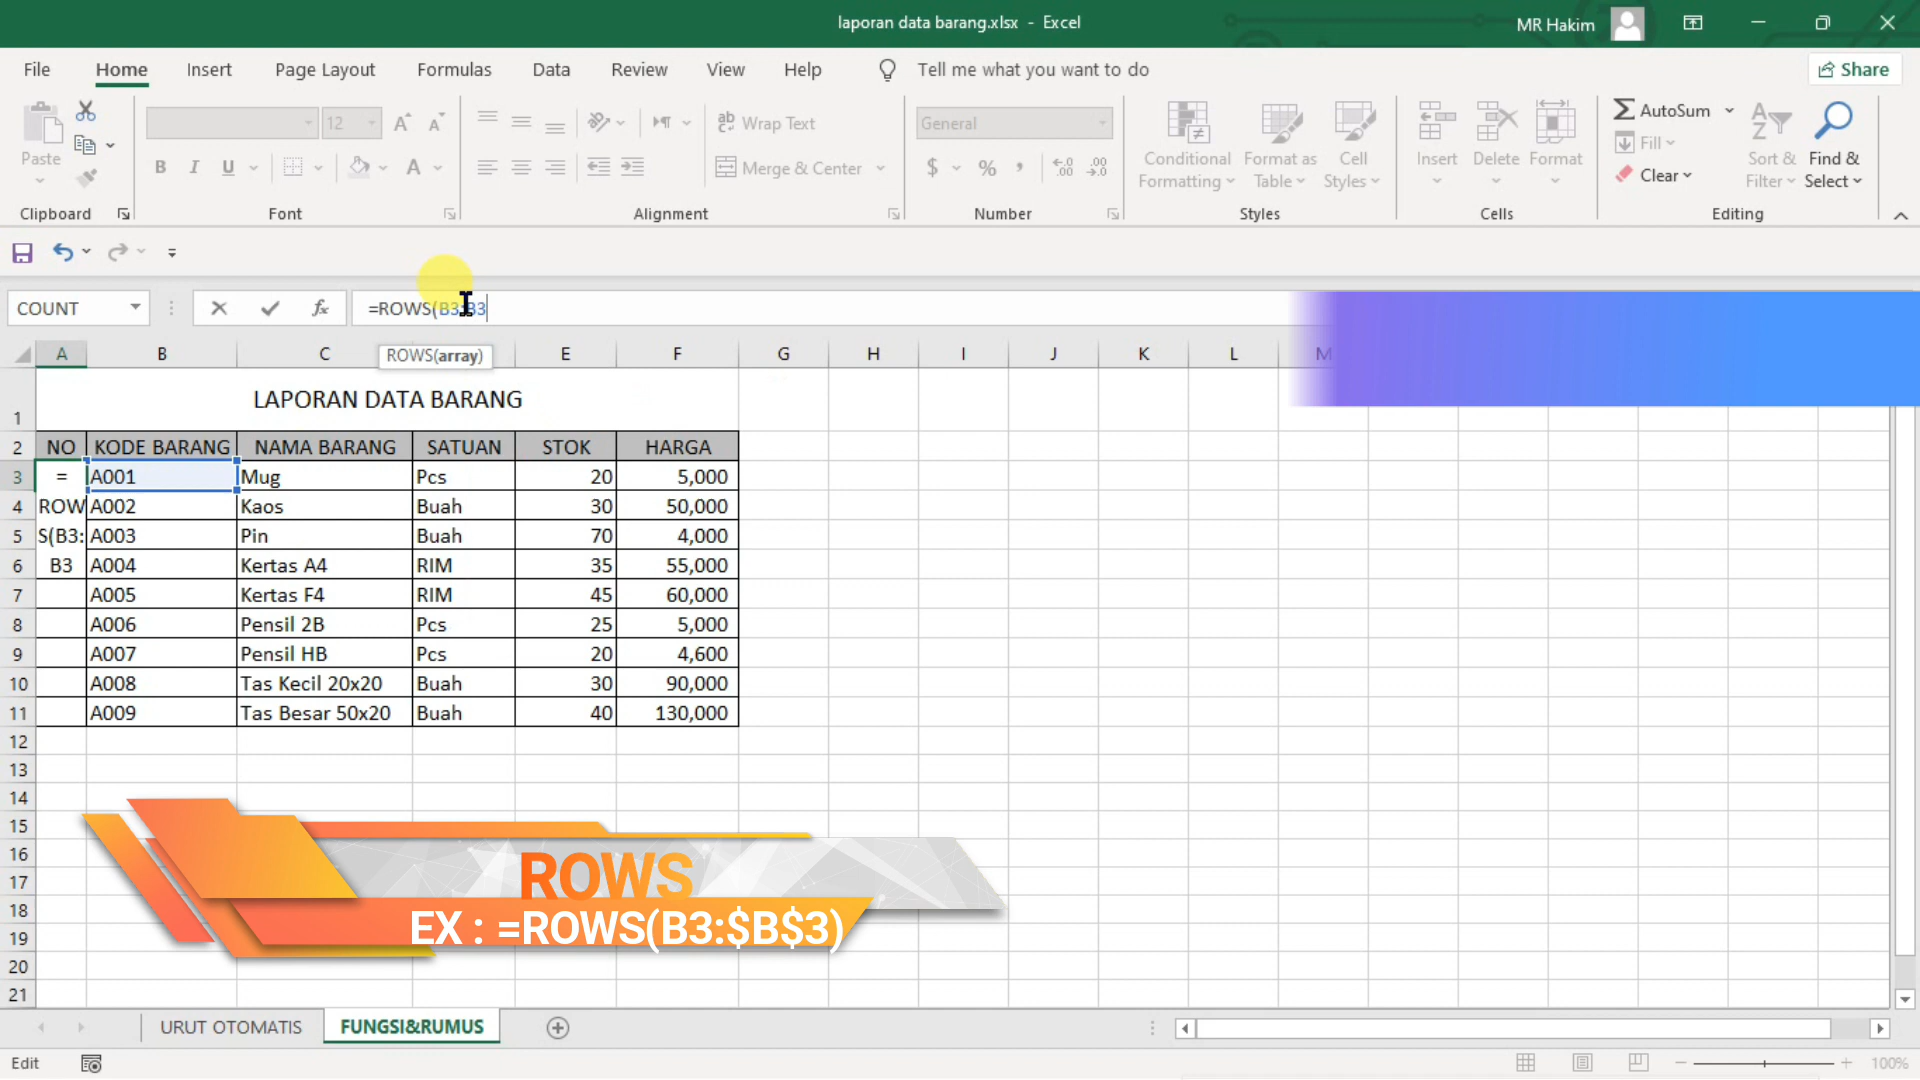 laporan data barang.xlsx - Excel
MR Hakim
File Home Insert Page Layout Formulas Data Review View Help Tell me what you want to do Share
Paste
12
Wrap Text
Merge & Center
General
Conditional Formatting
Format as Table
Cell Styles
Insert
Delete
Format
AutoSum
Fill
Clear
Sort & Filter
Find & Select
Clipboard Font Alignment Number Styles Cells Editing
COUNT =ROWS(B3:B3
ROWS(array)
A B C E F G H I J K L M
1 LAPORAN DATA BARANG
2 NO KODE BARANG NAMA BARANG SATUAN STOK HARGA
3 = A001 Mug Pcs 20 5,000
4 ROW A002 Kaos Buah 30 50,000
5 S(B3: A003 Pin Buah 70 4,000
6 B3 A004 Kertas A4 RIM 35 55,000
7 A005 Kertas F4 RIM 45 60,000
8 A006 Pensil 2B Pcs 25 5,000
9 A007 Pensil HB Pcs 20 4,600
10 A008 Tas Kecil 20x20 Buah 30 90,000
11 A009 Tas Besar 50x20 Buah 40 130,000
12
13
14
15
16
17
18
19
20
21
ROWS
EX : =ROWS(B3:$B$3)
URUT OTOMATIS FUNGSI&RUMUS
Edit 100%